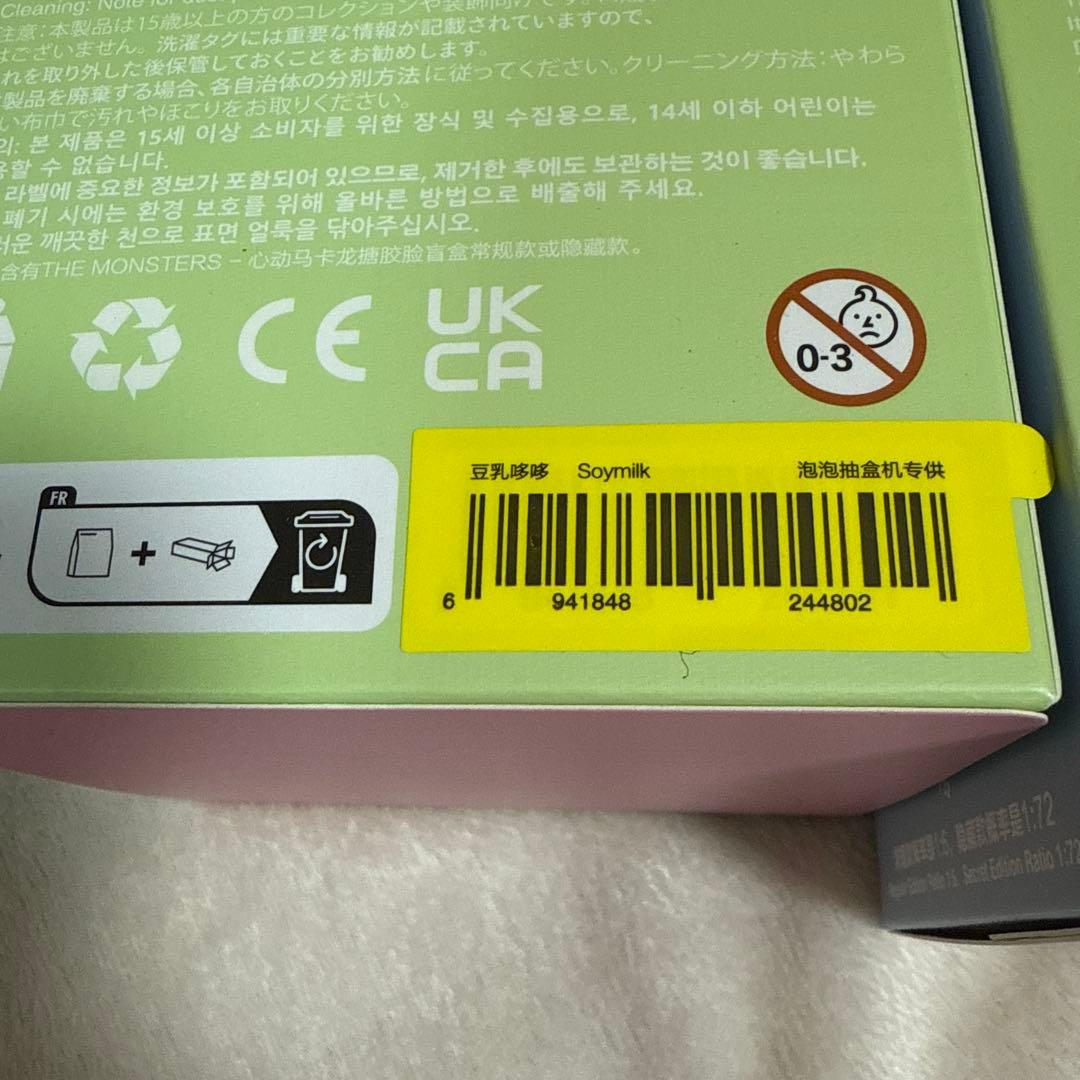 Cleaning: Note for
注意：本製品は15歳以上の方のコレクションや装飾向けです。
はございません。洗濯タグには重要な情報が記載されていますので、
れを取り外した後保管しておくことをお勧めします。
製品を廃棄する場合、各自治体の分別方法に従ってください。クリーニング方法：やわら
い布巾で汚れやほこりをお取りください。
의: 본 제품은 15세 이상 소비자를 위한 장식 및 수집용으로, 14세 이하 어린이는
용할 수 없습니다.
라벨에 중요한 정보가 포함되어 있으므로, 제거한 후에도 보관하는 것이 좋습니다.
폐기 시에는 환경 보호를 위해 올바른 방법으로 배출해 주세요.
러운 깨끗한 천으로 표면 얼룩을 닦아주십시오.
含有THE MONSTERS - 心动马卡龙搪胶脸盲盒常规款或隐藏款。
CE
UK
CA
0-3
FR
+
豆乳哆哆 Soymilk 泡泡抽盒机专供
6 941848 244802
隐藏款概率是1:72
Secret Edition Ratio 1:72